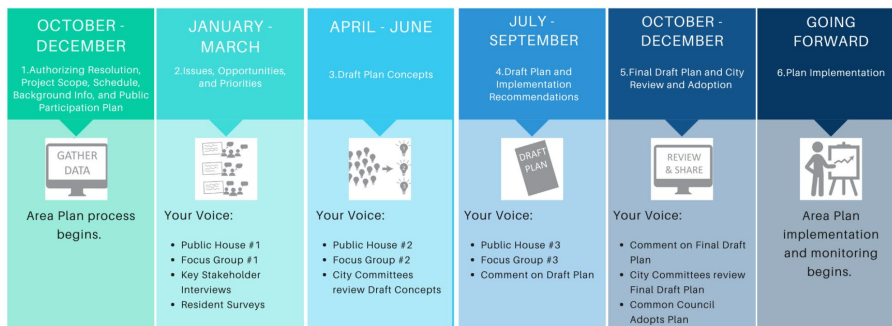 OCTOBER -
DECEMBER
1.Authorizing Resolution,
Project Scope, Schedule,
Background Info, and Public
Participation Plan
GATHER
DATA
Area Plan process
begins.
JANUARY -
MARCH
2.Issues, Opportunities,
and Priorities
Your Voice:
• Public House #1
• Focus Group #1
• Key Stakeholder
Interviews
• Resident Surveys
APRIL - JUNE
3.Draft Plan Concepts
Your Voice:
• Public House #2
• Focus Group #2
• City Committees
review Draft Concepts
JULY -
SEPTEMBER
4.Draft Plan and
Implementation
Recommendations
DRAFT
PLAN
Your Voice:
• Public House #3
• Focus Group #3
• Comment on Draft Plan
OCTOBER -
DECEMBER
5.Final Draft Plan and City
Review and Adoption
REVIEW
& SHARE
Your Voice:
• Comment on Final Draft
Plan
• City Committees review
Final Draft Plan
• Common Council
Adopts Plan
GOING
FORWARD
6.Plan Implementation
Area Plan
implementation
and monitoring
begins.